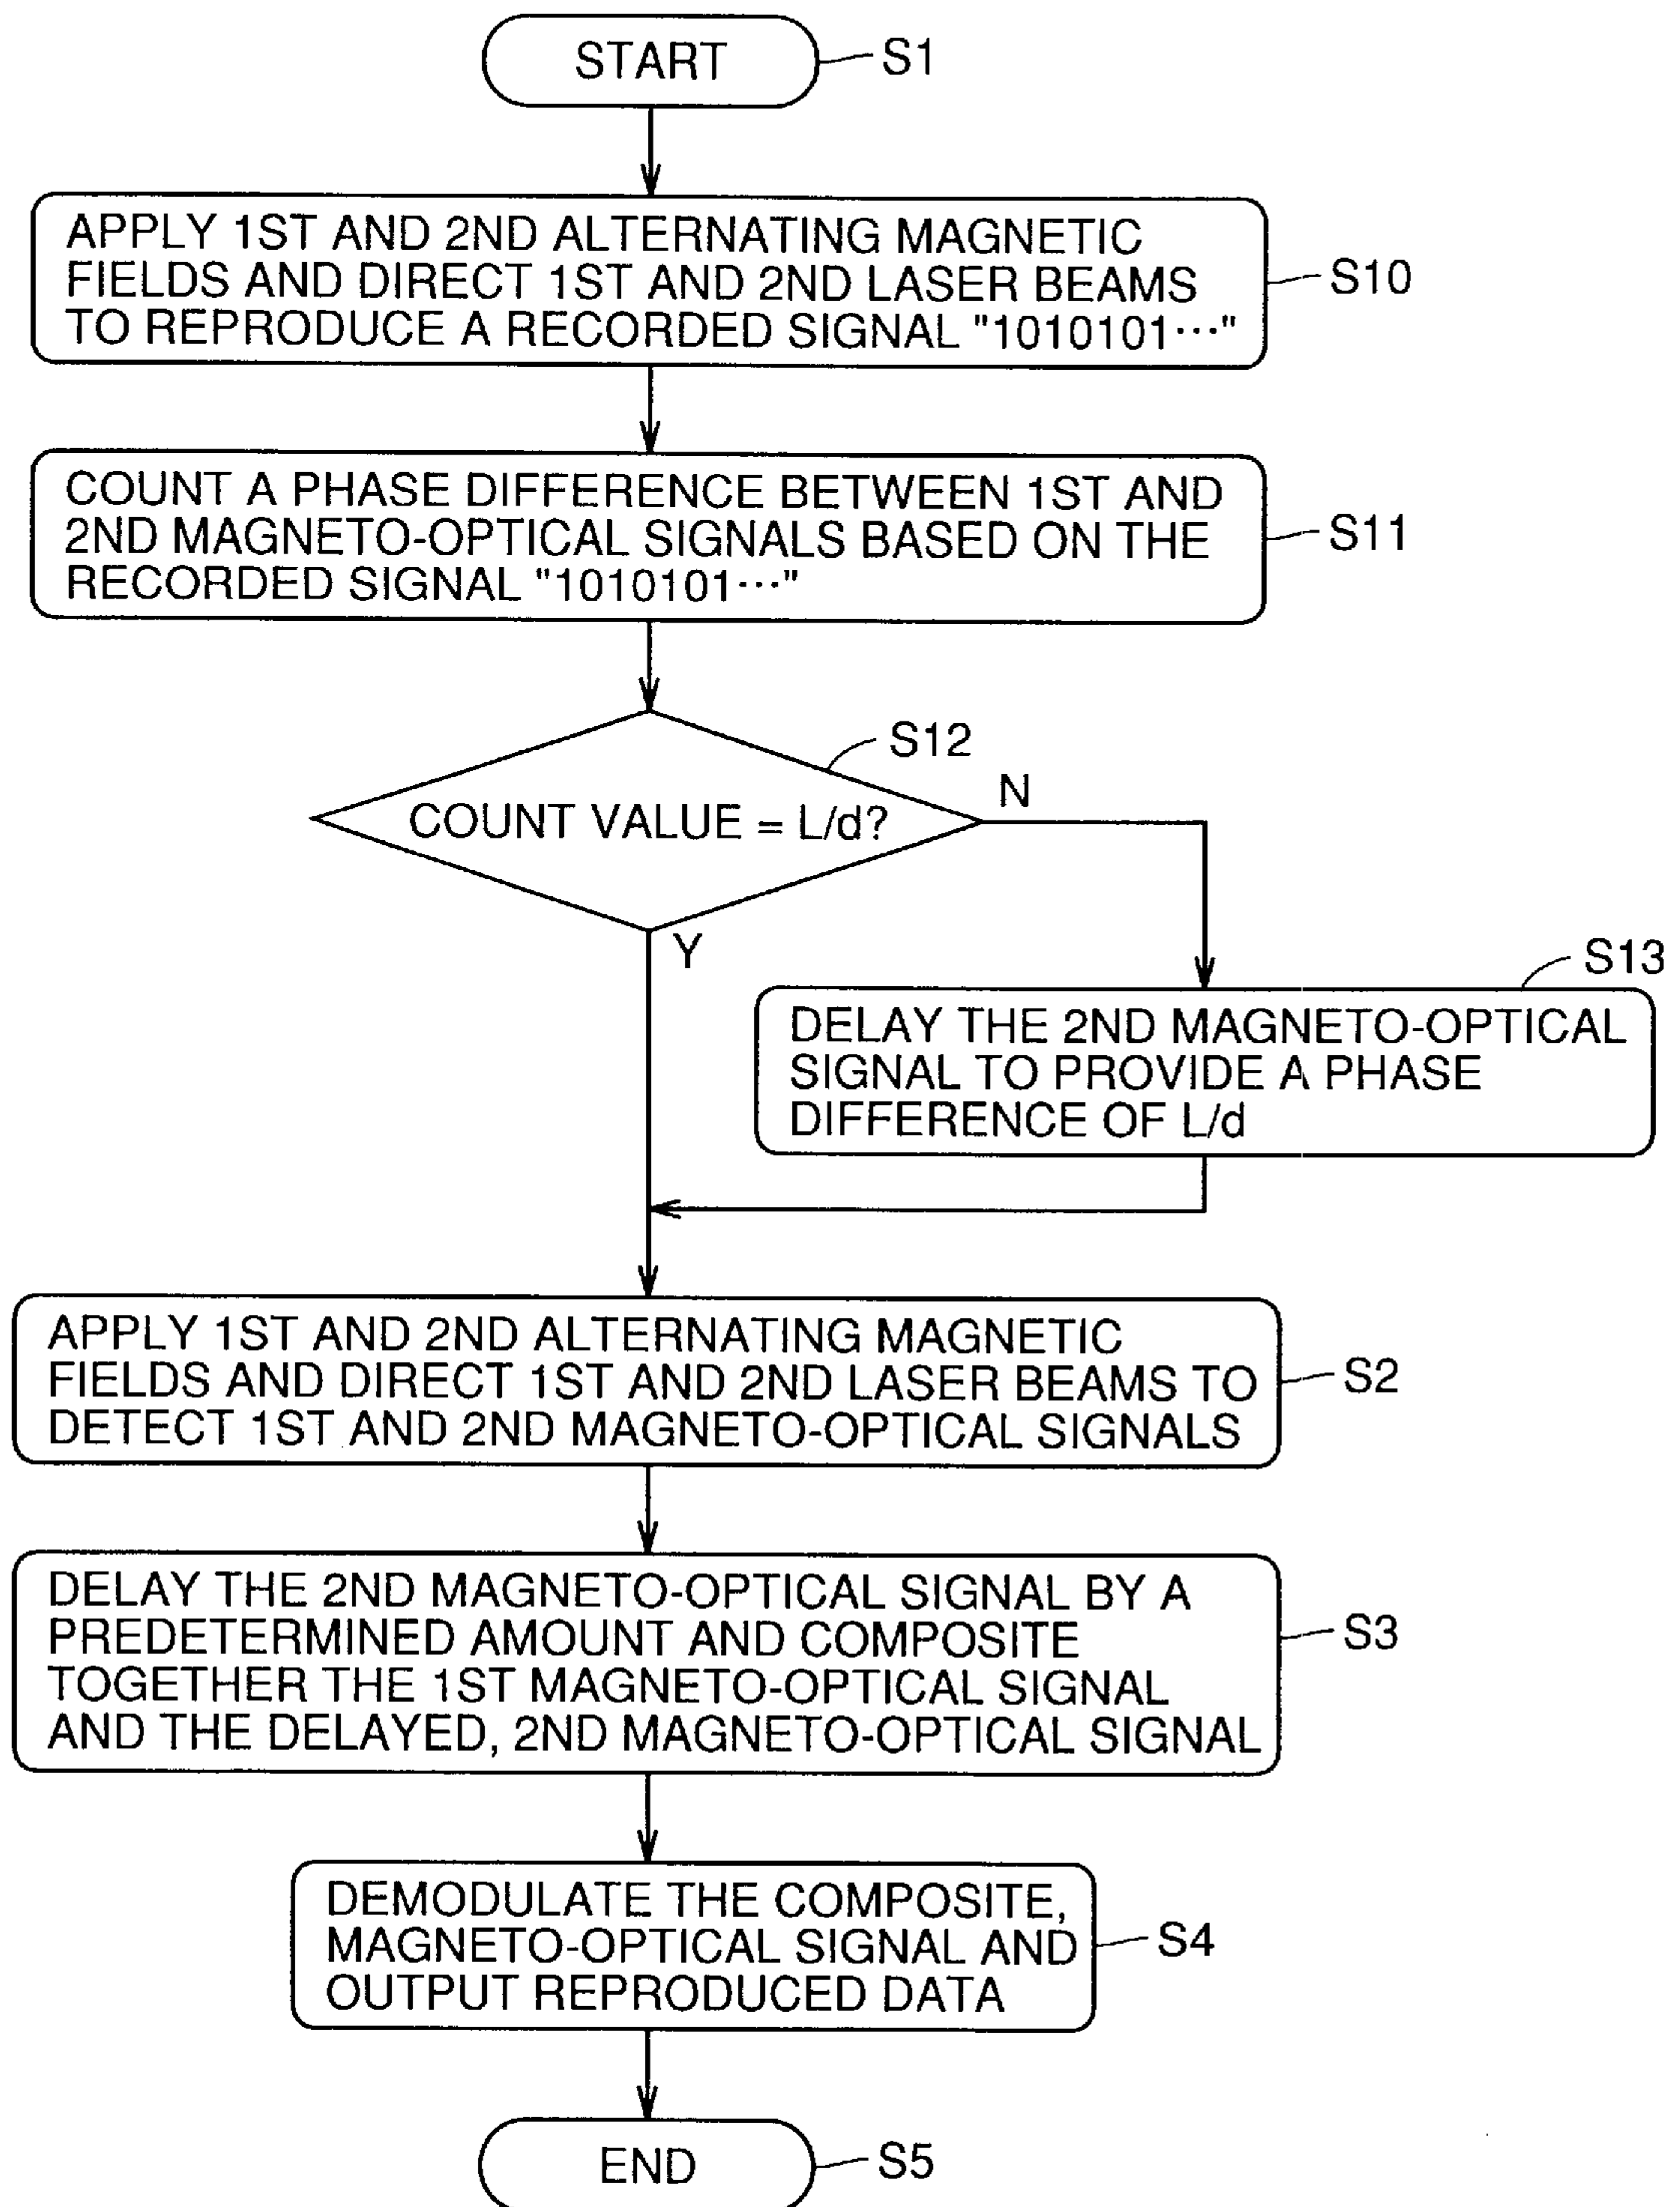 START
S1
APPLY 1ST AND 2ND ALTERNATING MAGNETIC
FIELDS AND DIRECT 1ST AND 2ND LASER BEAMS
TO REPRODUCE A RECORDED SIGNAL "1010101···"
S10
COUNT A PHASE DIFFERENCE BETWEEN 1ST AND
2ND MAGNETO-OPTICAL SIGNALS BASED ON THE
RECORDED SIGNAL "1010101···"
S11
S12
COUNT VALUE = L/d?
N
Y
S13
DELAY THE 2ND MAGNETO-OPTICAL
SIGNAL TO PROVIDE A PHASE
DIFFERENCE OF L/d
APPLY 1ST AND 2ND ALTERNATING MAGNETIC
FIELDS AND DIRECT 1ST AND 2ND LASER BEAMS TO
DETECT 1ST AND 2ND MAGNETO-OPTICAL SIGNALS
S2
DELAY THE 2ND MAGNETO-OPTICAL SIGNAL BY A
PREDETERMINED AMOUNT AND COMPOSITE
TOGETHER THE 1ST MAGNETO-OPTICAL SIGNAL
AND THE DELAYED, 2ND MAGNETO-OPTICAL SIGNAL
S3
DEMODULATE THE COMPOSITE,
MAGNETO-OPTICAL SIGNAL AND
OUTPUT REPRODUCED DATA
S4
END
S5